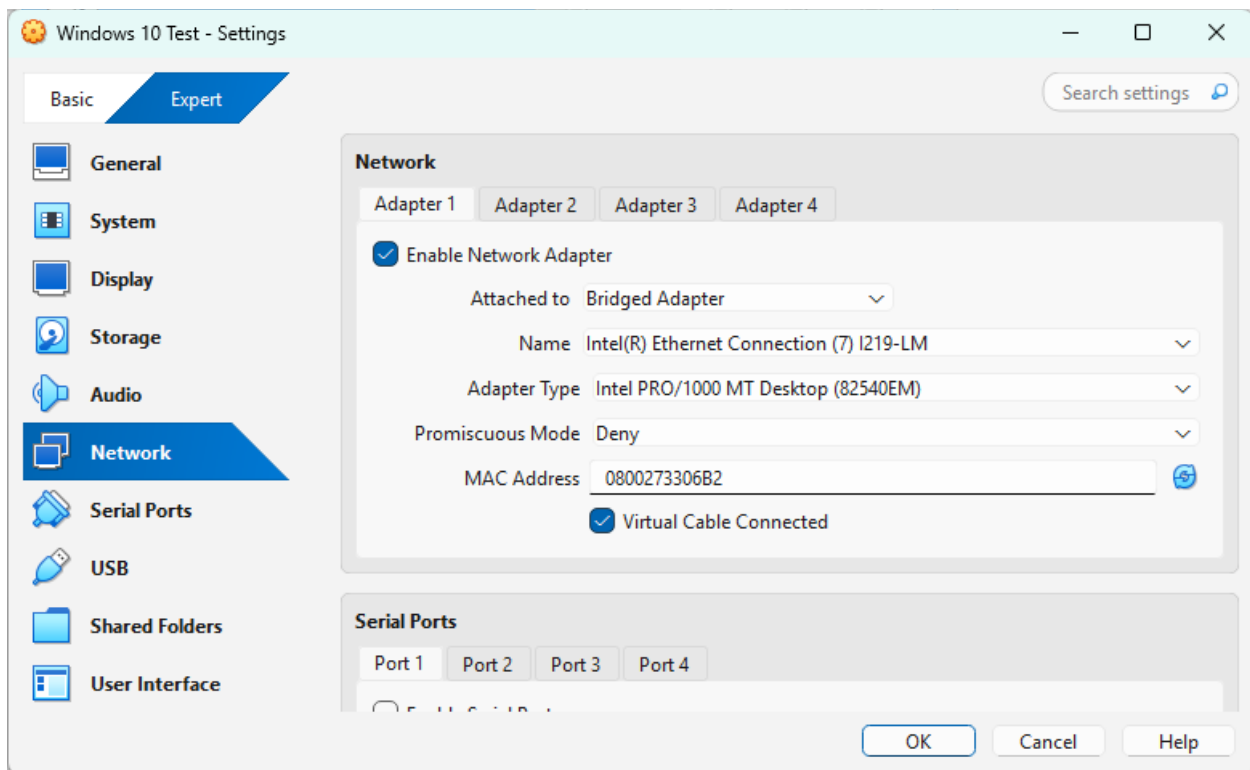 Windows 10 Test - Settings
Basic
Expert
Search settings
General
System
Display
Storage
Audio
Network
Serial Ports
USB
Shared Folders
User Interface
Network
Adapter 1
Adapter 2
Adapter 3
Adapter 4
Enable Network Adapter
Attached to Bridged Adapter
Name Intel(R) Ethernet Connection (7) I219-LM
Adapter Type Intel PRO/1000 MT Desktop (82540EM)
Promiscuous Mode Deny
MAC Address 0800273306B2
Virtual Cable Connected
Serial Ports
Port 1
Port 2
Port 3
Port 4
OK
Cancel
Help